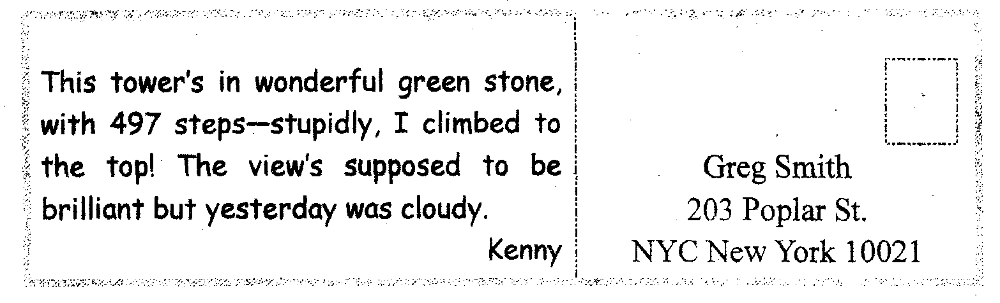 This tower's in wonderful green stone,
with 497 steps—stupidly, I climbed to
the top! The view's supposed to be
brilliant but yesterday was cloudy.
Kenny
Greg Smith
203 Poplar St.
NYC New York 10021